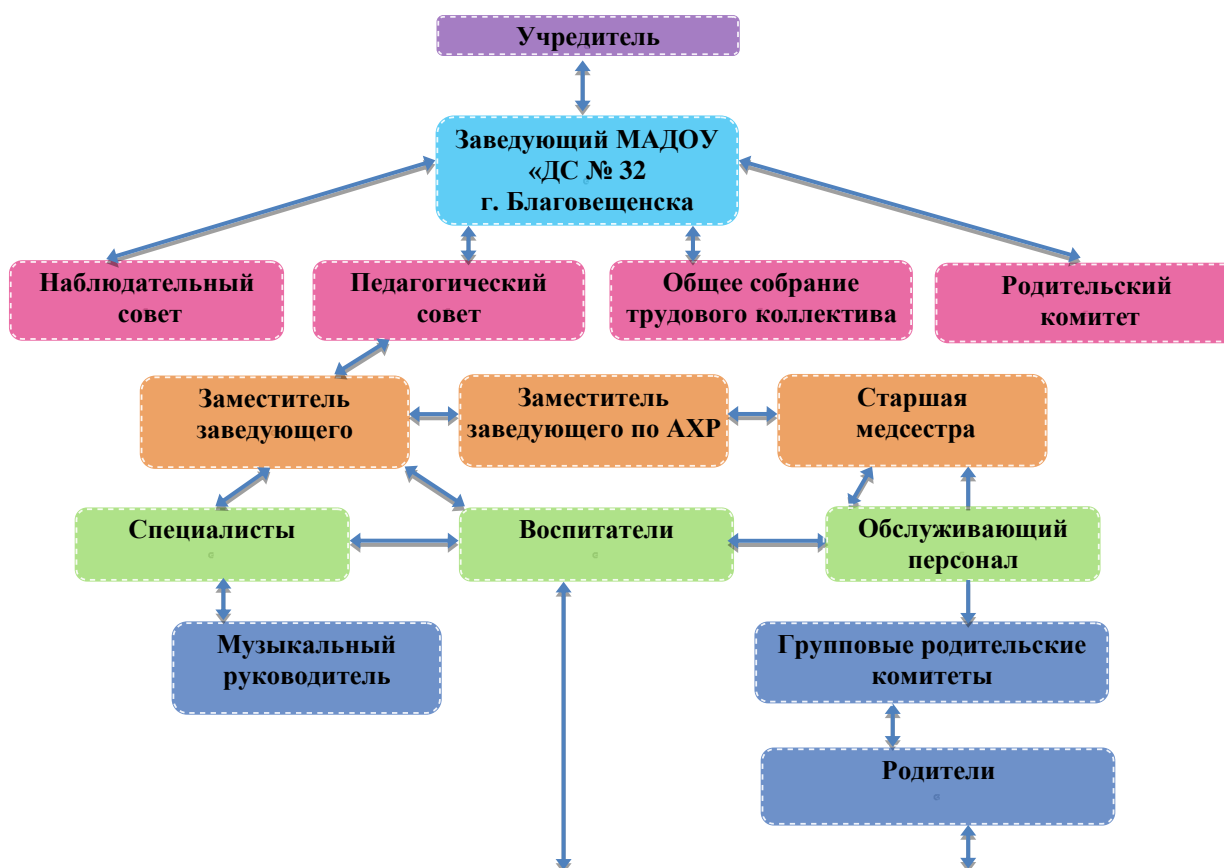 Учредитель
Заведующий МАДОУ
«ДС № 32
г. Благовещенска
Наблюдательный
совет
Педагогический
совет
Общее собрание
трудового коллектива
Родительский
комитет
Заместитель
заведующего
Заместитель
заведующего по АХР
Старшая
медсестра
Специалисты
Воспитатели
Обслуживающий
персонал
Музыкальный
руководитель
Групповые родительские
комитеты
Родители